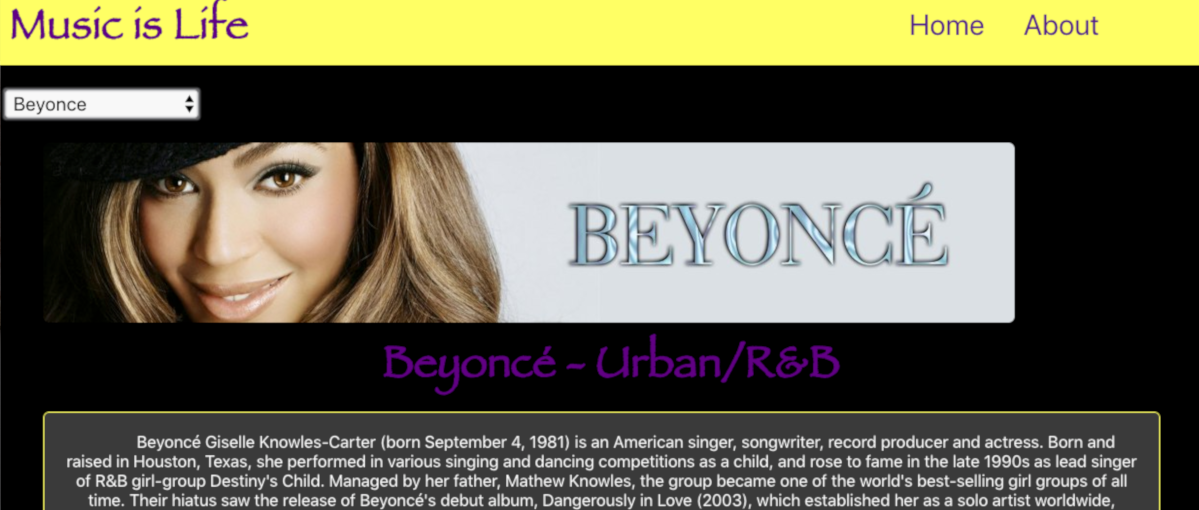 Music is Life
Home About
Beyonce
BEYONCÉ
Beyoncé - Urban/R&B
Beyoncé Giselle Knowles-Carter (born September 4, 1981) is an American singer, songwriter, record producer and actress. Born and
raised in Houston, Texas, she performed in various singing and dancing competitions as a child, and rose to fame in the late 1990s as lead singer
of R&B girl-group Destiny's Child. Managed by her father, Mathew Knowles, the group became one of the world's best-selling girl groups of all
time. Their hiatus saw the release of Beyoncé's debut album, Dangerously in Love (2003), which established her as a solo artist worldwide,